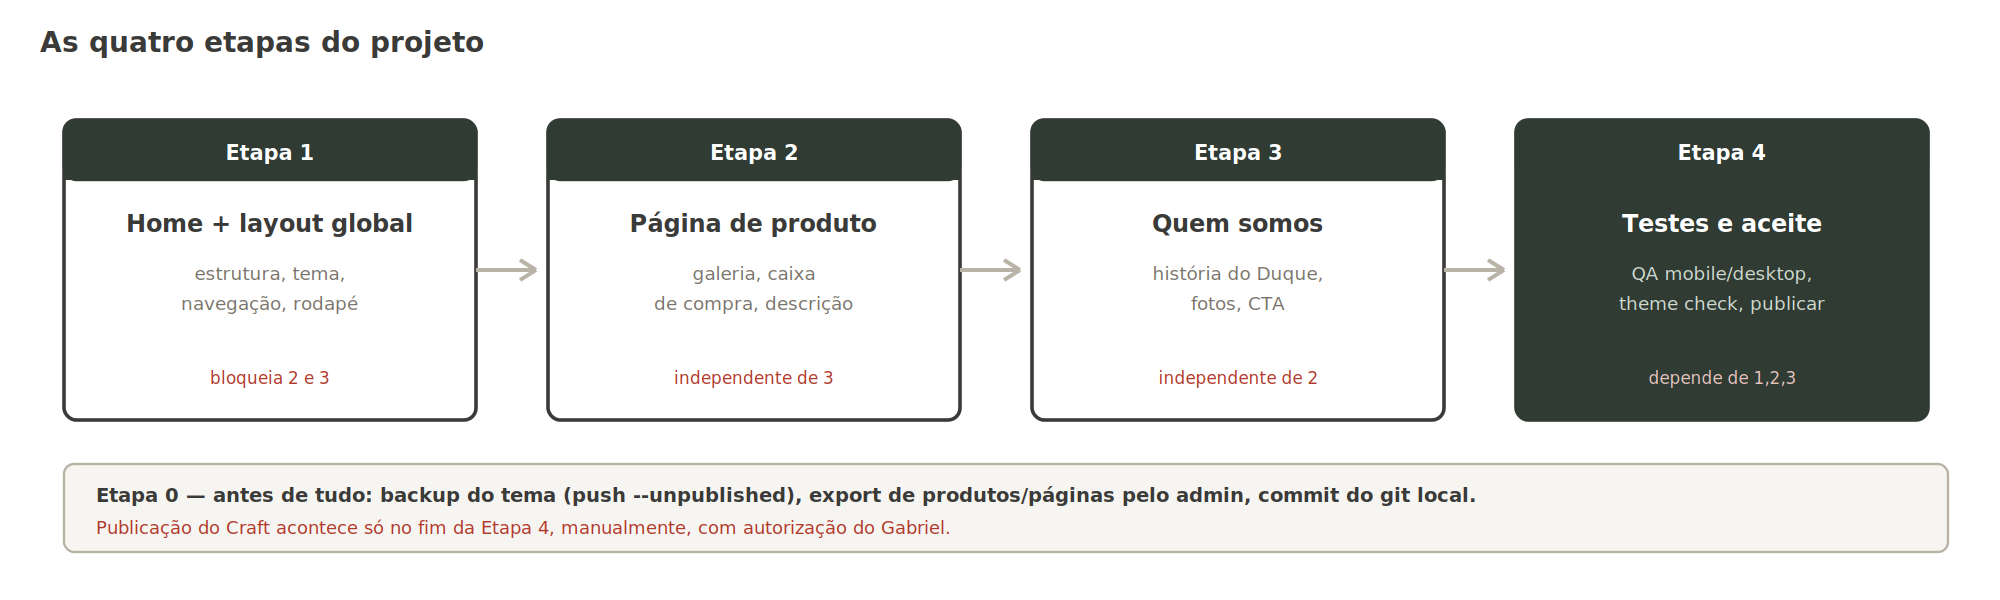 As quatro etapas do projeto
Etapa 1
Home + layout global
estrutura, tema,
navegação, rodapé
bloqueia 2 e 3
Etapa 2
Página de produto
galeria, caixa
de compra, descrição
independente de 3
Etapa 3
Quem somos
história do Duque,
fotos, CTA
independente de 2
Etapa 4
Testes e aceite
QA mobile/desktop,
theme check, publicar
depende de 1,2,3
Etapa 0 — antes de tudo: backup do tema (push --unpublished), export de produtos/páginas pelo admin, commit do git local.
Publicação do Craft acontece só no fim da Etapa 4, manualmente, com autorização do Gabriel.